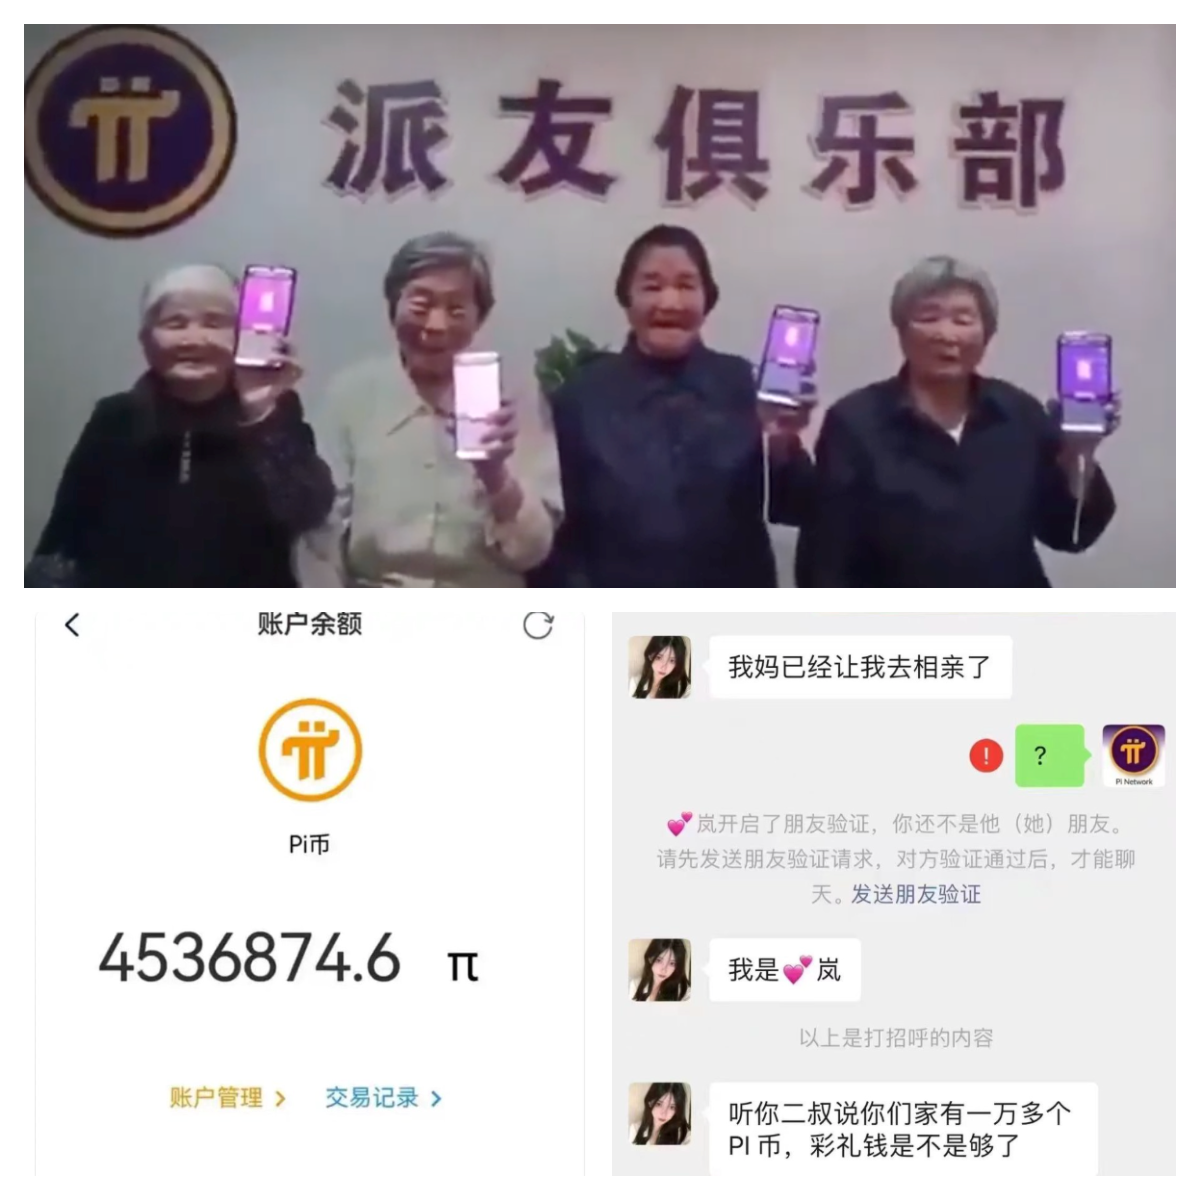 派友俱乐部
账户余额
Pi币
4536874.6 π
账户管理 >
交易记录 >
我妈已经让我去相亲了
?
Pi Network
💕岚开启了朋友验证，你还不是他（她）朋友。
请先发送朋友验证请求，对方验证通过后，才能聊
天。发送朋友验证
我是💕岚
以上是打招呼的内容
听你二叔说你们家有一万多个
PI 币，彩礼钱是不是够了